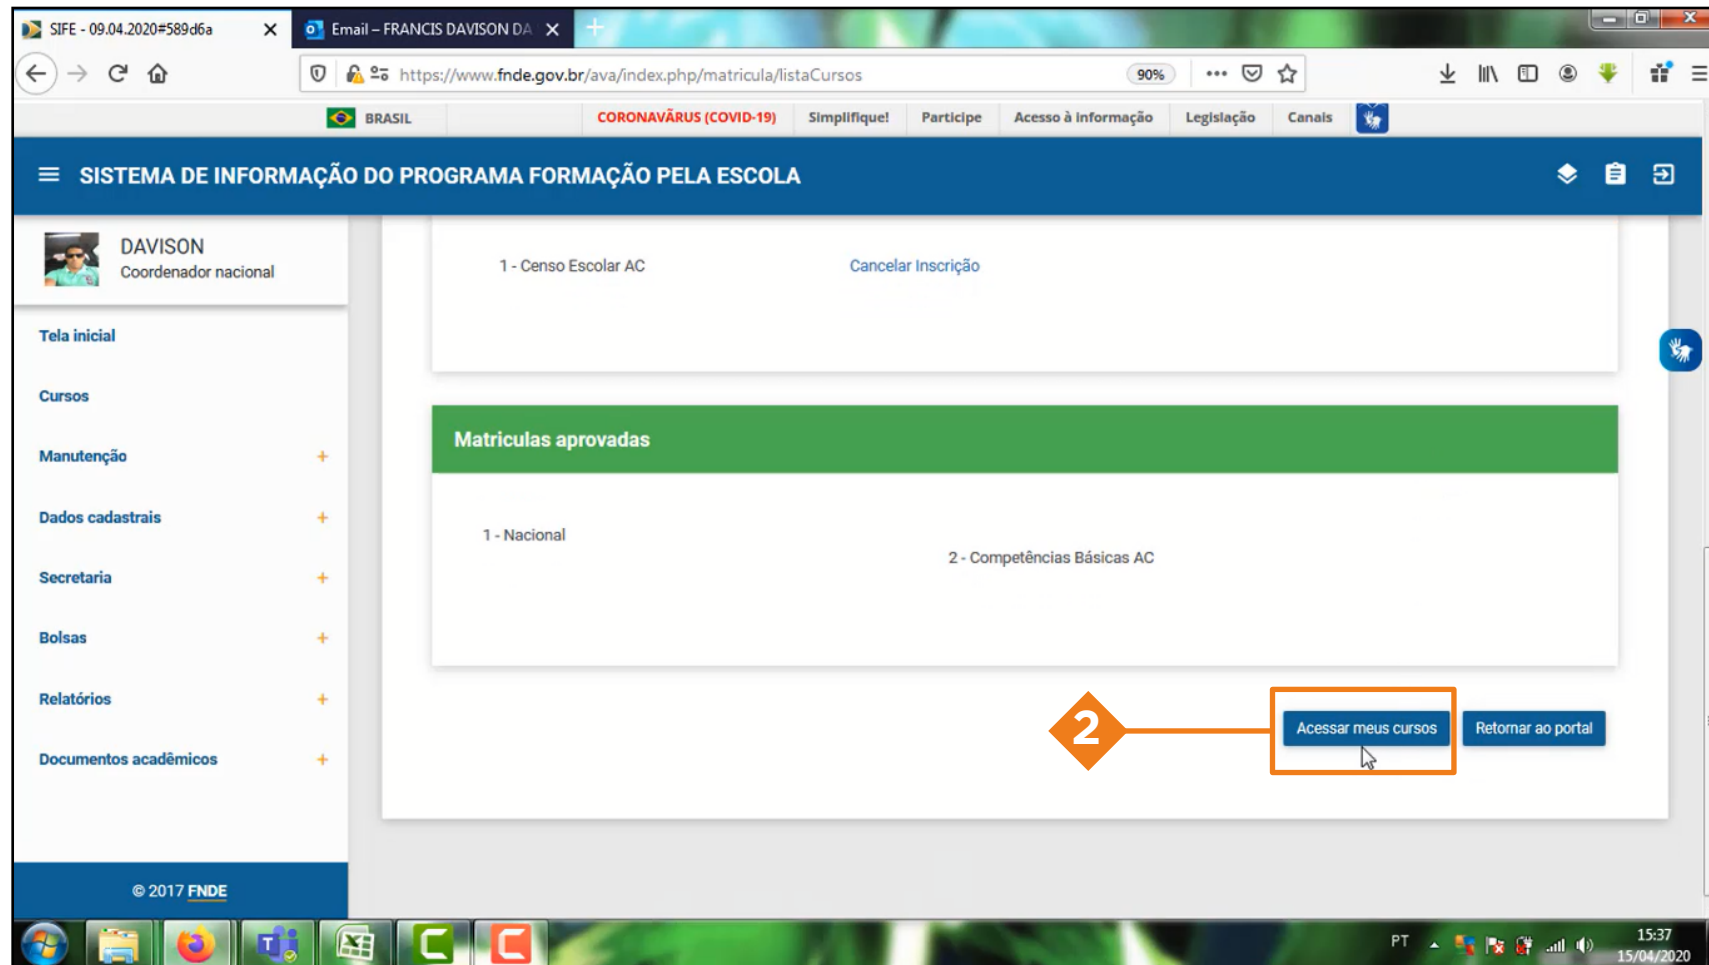 SIFE - 09.04.2020#589d6a
Email – FRANCIS DAVISON DA
https://www.fnde.gov.br/ava/index.php/matricula/listaCursos
90%
BRASIL
CORONAVÃRUS (COVID-19)
Simplifique!
Participe
Acesso à informação
Legislação
Canais
SISTEMA DE INFORMAÇÃO DO PROGRAMA FORMAÇÃO PELA ESCOLA
DAVISON
Coordenador nacional
Tela inicial
Cursos
Manutenção +
Dados cadastrais +
Secretaria +
Bolsas +
Relatórios +
Documentos acadêmicos +
© 2017 FNDE
1 - Censo Escolar AC
Cancelar Inscrição
Matriculas aprovadas
1 - Nacional
2 - Competências Básicas AC
2
Acessar meus cursos
Retornar ao portal
PT
15:37
15/04/2020